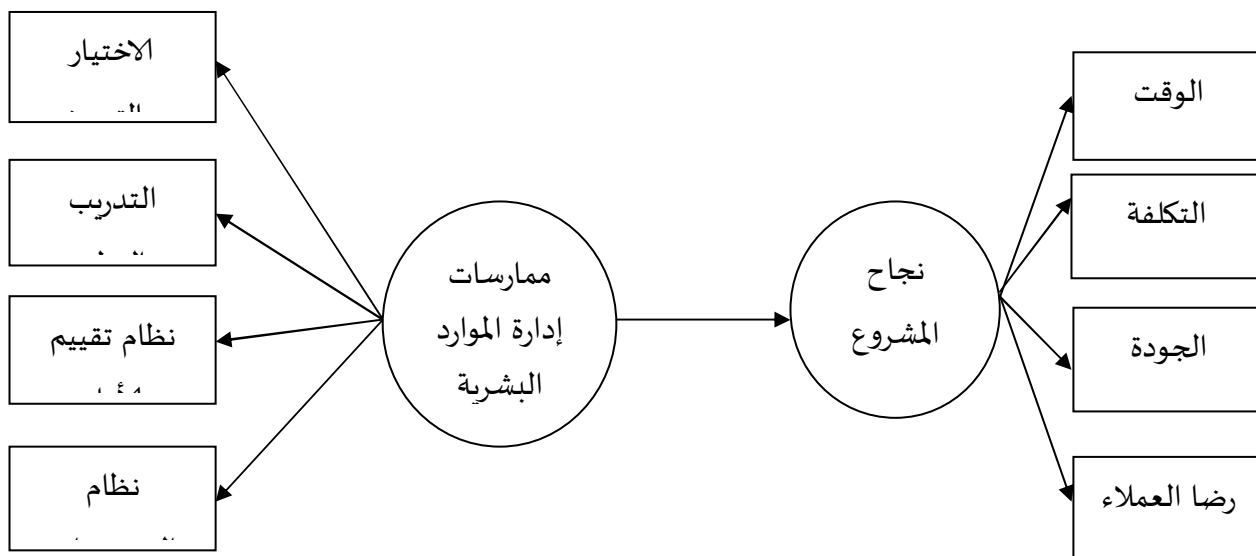 الوقت
التكلفة
الجودة
رضا العملاء
نجاح
المشروع
ممارسات
إدارة الموارد
البشرية
الاختيار
التدريب
نظام تقييم
نظام